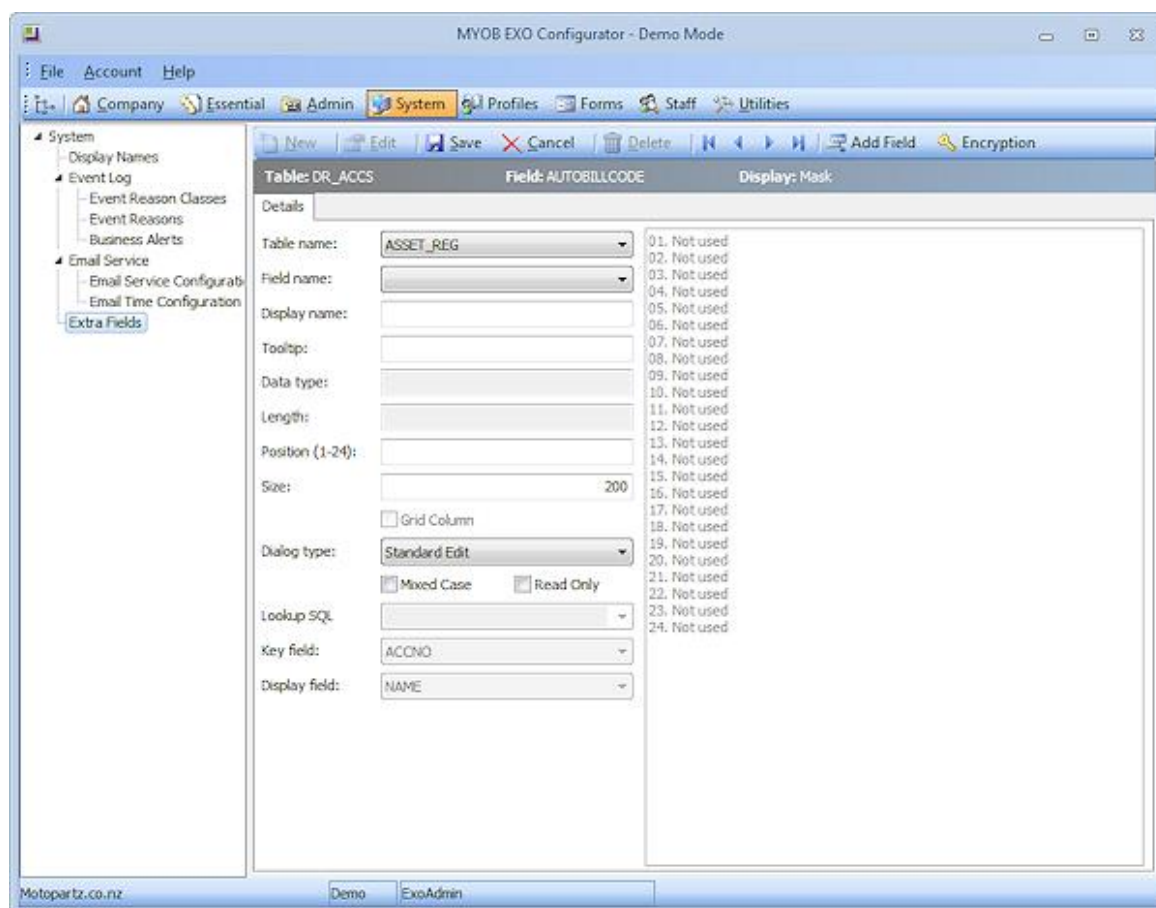 MYOB EXO Configurator - Demo Mode
File Account Help
Company Essential Admin System Profiles Forms Staff Utilities
System
Display Names
Event Log
Event Reason Classes
Event Reasons
Business Alerts
Email Service
Email Service Configurati
Email Time Configuration
Extra Fields
New Edit Save Cancel Delete Add Field Encryption
Table: DR_ACCS Field: AUTOBILLCODE Display: Mask
Details
Table name: ASSET_REG
Field name:
Display name:
Tooltip:
Data type:
Length:
Position (1-24):
Size: 200
Grid Column
Dialog type: Standard Edit
Mixed Case Read Only
Lookup SQL
Key field: ACCNO
Display field: NAME
01. Not used
02. Not used
03. Not used
04. Not used
05. Not used
06. Not used
07. Not used
08. Not used
09. Not used
10. Not used
11. Not used
12. Not used
13. Not used
14. Not used
15. Not used
16. Not used
17. Not used
18. Not used
19. Not used
20. Not used
21. Not used
22. Not used
23. Not used
24. Not used
Motopartz.co.nz Demo ExoAdmin